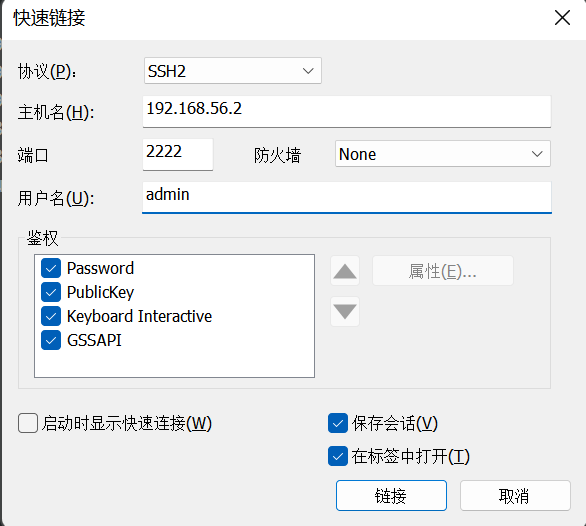 快速链接
协议(P):
SSH2
主机名(H):
192.168.56.2
端口
2222
防火墙
None
用户名(U):
admin
鉴权
Password
PublicKey
Keyboard Interactive
GSSAPI
属性(E)...
启动时显示快速连接(W)
保存会话(V)
在标签中打开(T)
链接
取消